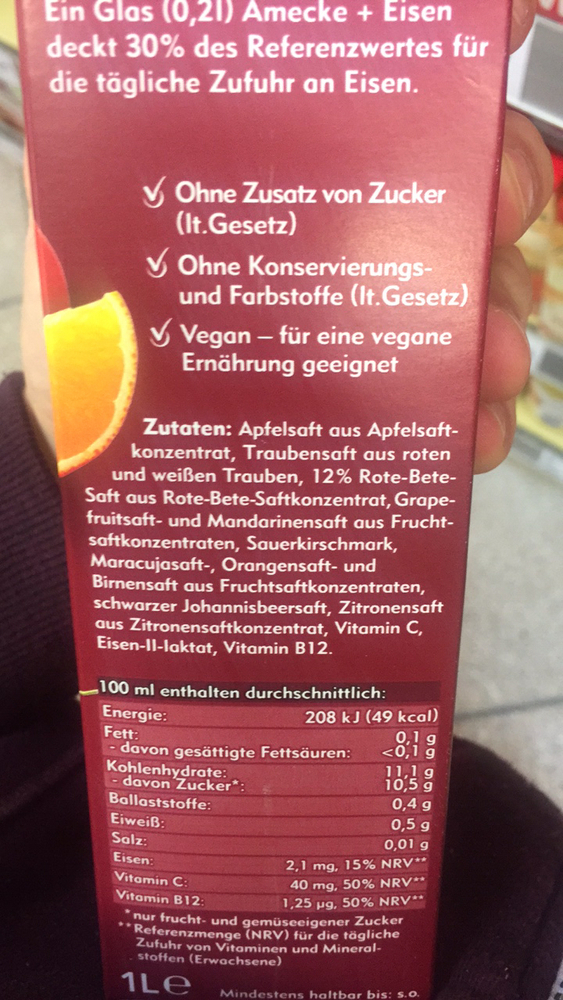 Ein Glas (0,2l) Amecke + Eisen
deckt 30% des Referenzwertes für
die tägliche Zufuhr an Eisen.
Ohne Zusatz von Zucker
(lt.Gesetz)
Ohne Konservierungs-
und Farbstoffe (lt.Gesetz)
Vegan – für eine vegane
Ernährung geeignet
Zutaten: Apfelsaft aus Apfelsaft-
konzentrat, Traubensaft aus roten
und weißen Trauben, 12% Rote-Bete-
Saft aus Rote-Bete-Saftkonzentrat, Grape-
fruitsaft- und Mandarinensaft aus Frucht-
saftkonzentraten, Sauerkirschmark,
Maracujasaft-, Orangensaft- und
Birnensaft aus Fruchtsaftkonzentraten,
schwarzer Johannisbeersaft, Zitronensaft
aus Zitronensaftkonzentrat, Vitamin C,
Eisen-II-laktat, Vitamin B12.
100 ml enthalten durchschnittlich:
Energie: 208 kJ (49 kcal)
Fett: 0,1 g
- davon gesättigte Fettsäuren: <0,1 g
Kohlenhydrate: 11,1 g
- davon Zucker*: 10,5 g
Ballaststoffe: 0,4 g
Eiweiß: 0,5 g
Salz: 0,01 g
Eisen: 2,1 mg, 15% NRV**
Vitamin C: 40 mg, 50% NRV**
Vitamin B12: 1,25 µg, 50% NRV**
*nur frucht- und gemüseeigener Zucker
**Referenzmenge (NRV) für die tägliche
Zufuhr von Vitaminen und Mineral-
stoffen (Erwachsene)
1L℮ Mindestens haltbar bis: s.o.